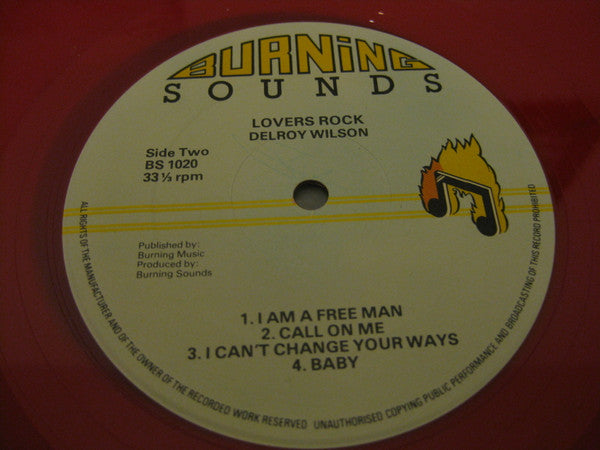 BURNiNG
SOUNDS
LOVERS ROCK
DELROY WILSON
Side Two
BS 1020
33 ⅓ rpm
Published by:
Burning Music
Produced by:
Burning Sounds
1. I AM A FREE MAN
2. CALL ON ME
3. I CAN'T CHANGE YOUR WAYS
4. BABY
ALL RIGHTS OF THE MANUFACTURER AND OF THE OWNER OF THE RECORDED WORK RESERVED UNAUTHORISED COPYING PUBLIC PERFORMANCE AND BROADCASTING OF THIS RECORD PROHIBITED